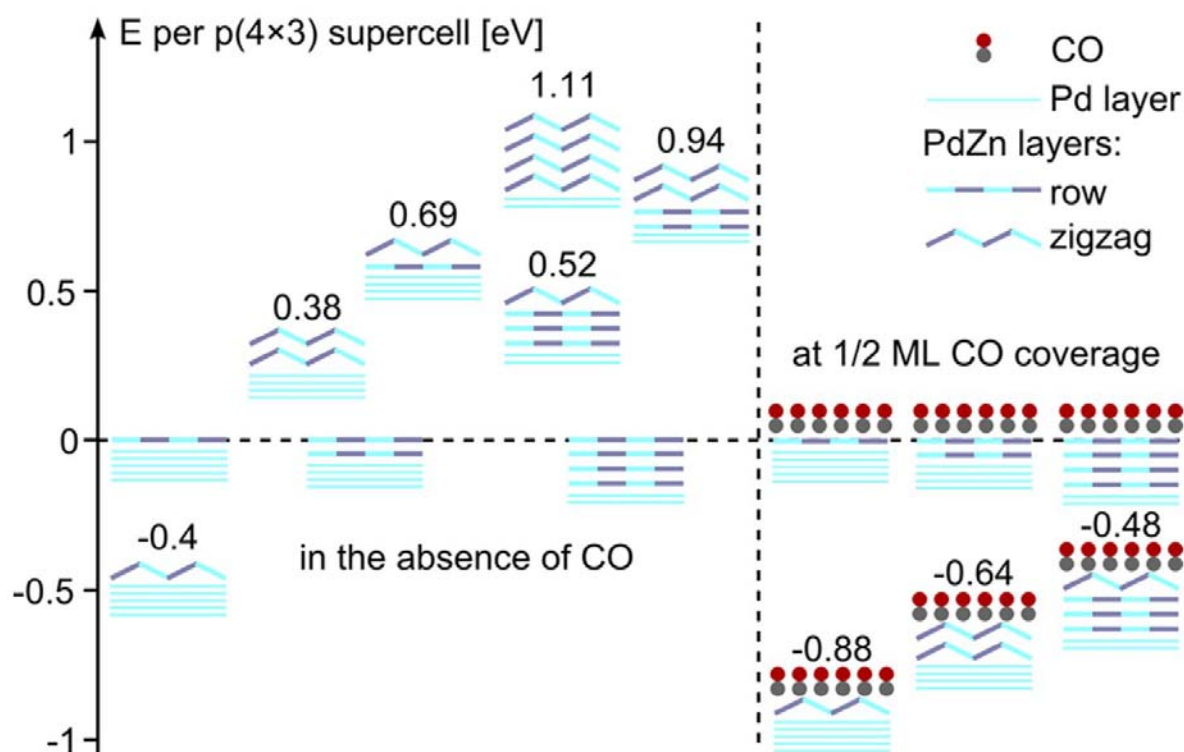 E per p(4×3) supercell [eV]
1
0.5
0
-0.5
-1
1.11
0.94
0.69
0.52
0.38
-0.4
in the absence of CO
CO
Pd layer
PdZn layers:
row
zigzag
at 1/2 ML CO coverage
-0.48
-0.64
-0.88